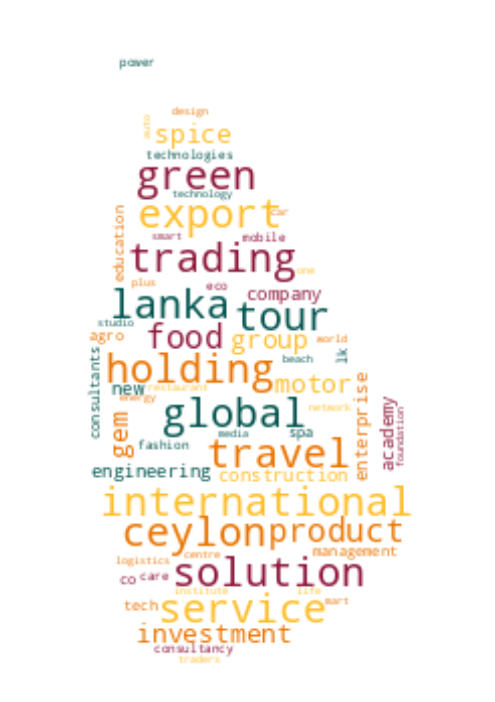 power
design
auto
spice
technologies
green
technology
export
car
education
smart
mobile
trading
one
plus
eco
company
lanka
tour
studio
food
group
world
agro
lk
consultants
beach
holding
new
restaurant
motor
energy
enterprise
global
network
academy
foundation
gem
media
spa
fashion
travel
engineering
construction
international
ceylon
product
management
centre
logistics
solution
co
care
institute
life
tech
service
mart
investment
consultancy
traders